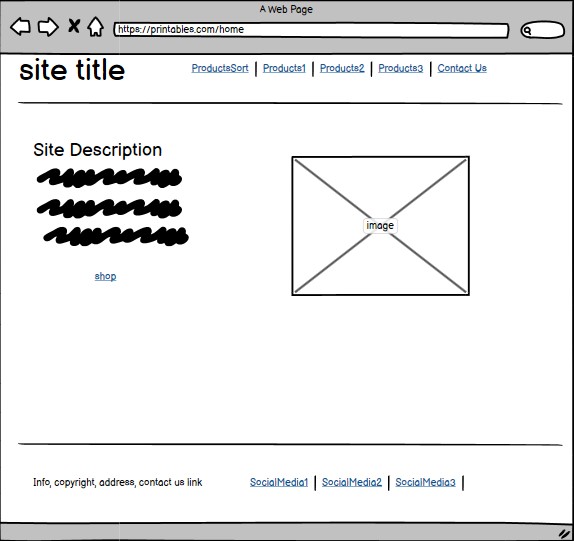 A Web Page
https://printables.com/home
site title
ProductsSort | Products1 | Products2 | Products3 | Contact Us
Site Description
image
shop
Info, copyright, address, contact us link
SocialMedia1 | SocialMedia2 | SocialMedia3 |